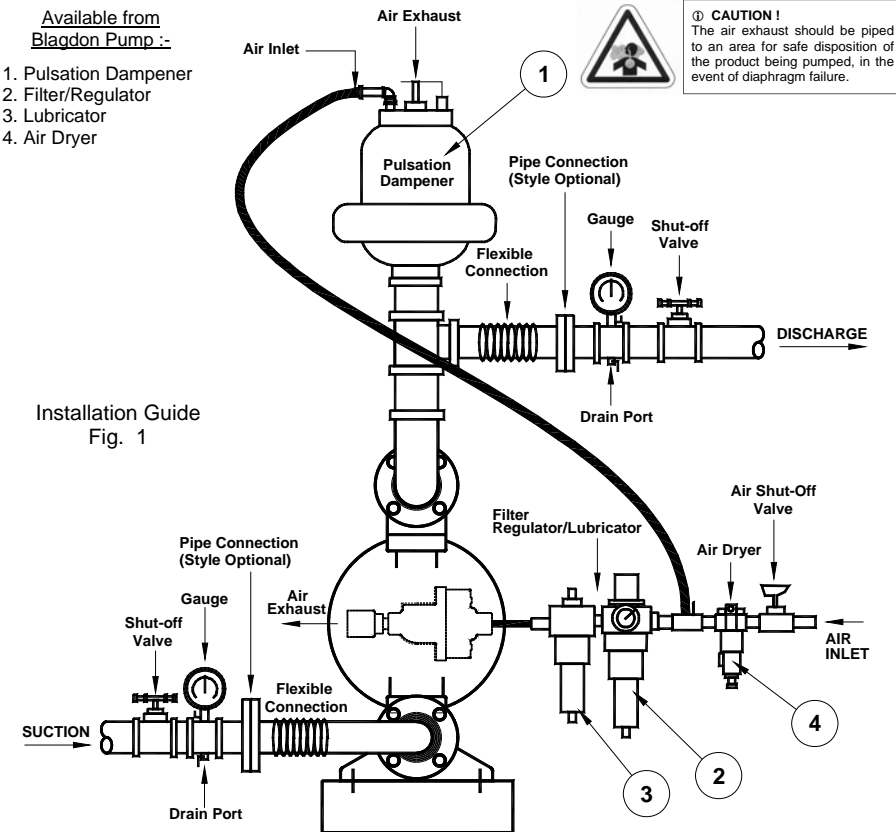 Available from
Blagdon Pump :-
1. Pulsation Dampener
2. Filter/Regulator
3. Lubricator
4. Air Dryer
Air Exhaust
Air Inlet
1
ⓘ CAUTION !
The air exhaust should be piped
to an area for safe disposition of
the product being pumped, in the
event of diaphragm failure.
Pulsation
Dampener
Pipe Connection
(Style Optional)
Gauge
Shut-off
Valve
Flexible
Connection
DISCHARGE
Drain Port
Installation Guide
Fig. 1
Air Shut-Off
Valve
Filter
Regulator/Lubricator
Air Dryer
Pipe Connection
(Style Optional)
Air
Exhaust
Gauge
Shut-off
Valve
AIR
INLET
Flexible
Connection
SUCTION
4
2
3
Drain Port